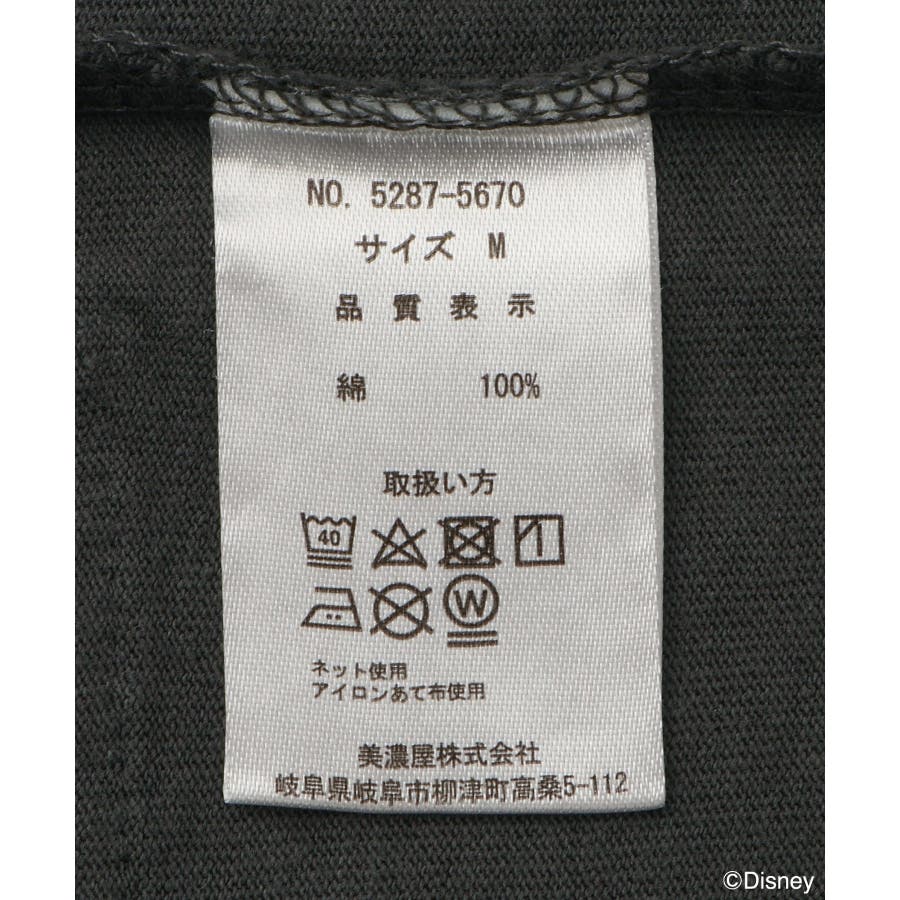 NO. 5287-5670
サイズ M
品質表示
綿 100%
取扱い方
40
W
ネット使用
アイロンあて布使用
美濃屋株式会社
岐阜県岐阜市柳津町高桑5-112
©Disney